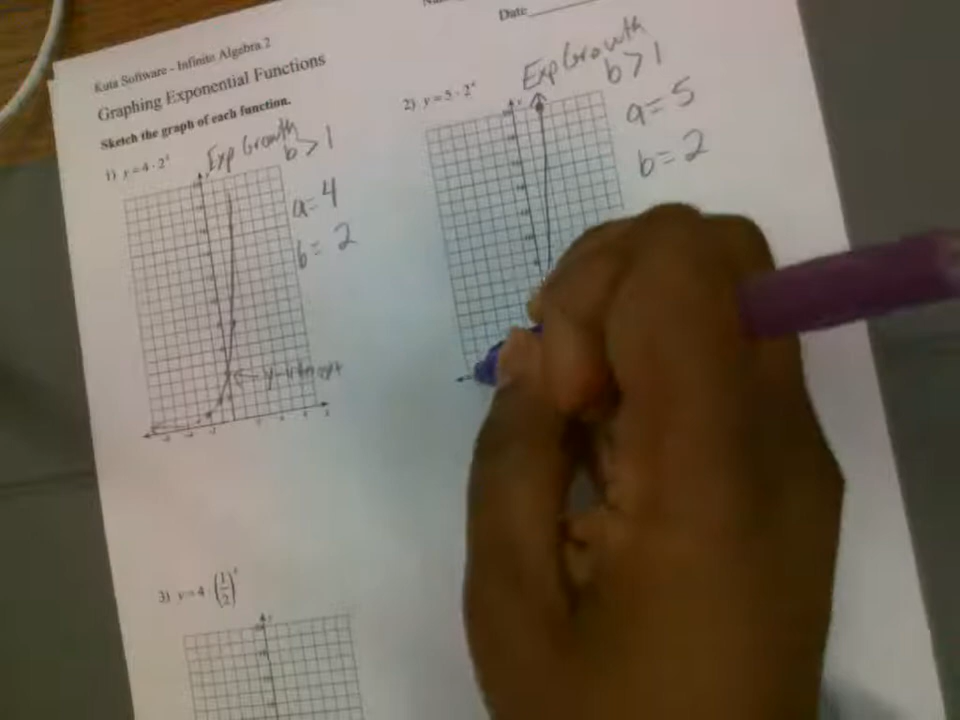 Date
Kuta Software - Infinite Algebra 2
Graphing Exponential Functions
Sketch the graph of each function.
1) y = 4 · 2^x
Exp Growth
b > 1
a = 4
b = 2
y-intercept
2) y = 5 · 2^x
Exp Growth
b > 1
a = 5
b = 2
3) y = 4 · (1/2)^x